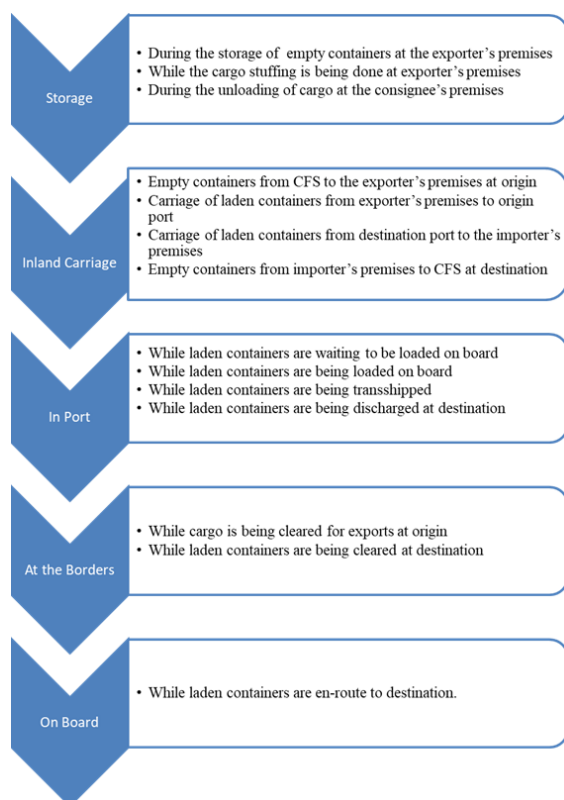 Storage
• During the storage of empty containers at the exporter's premises
• While the cargo stuffing is being done at exporter's premises
• During the unloading of cargo at the consignee's premises
Inland Carriage
• Empty containers from CFS to the exporter's premises at origin
• Carriage of laden containers from exporter's premises to origin
port
• Carriage of laden containers from destination port to the importer's
premises
• Empty containers from importer's premises to CFS at destination
In Port
• While laden containers are waiting to be loaded on board
• While laden containers are being loaded on board
• While laden containers are being transshipped
• While laden containers are being discharged at destination
At the Borders
• While cargo is being cleared for exports at origin
• While laden containers are being cleared at destination
On Board
• While laden containers are en-route to destination.